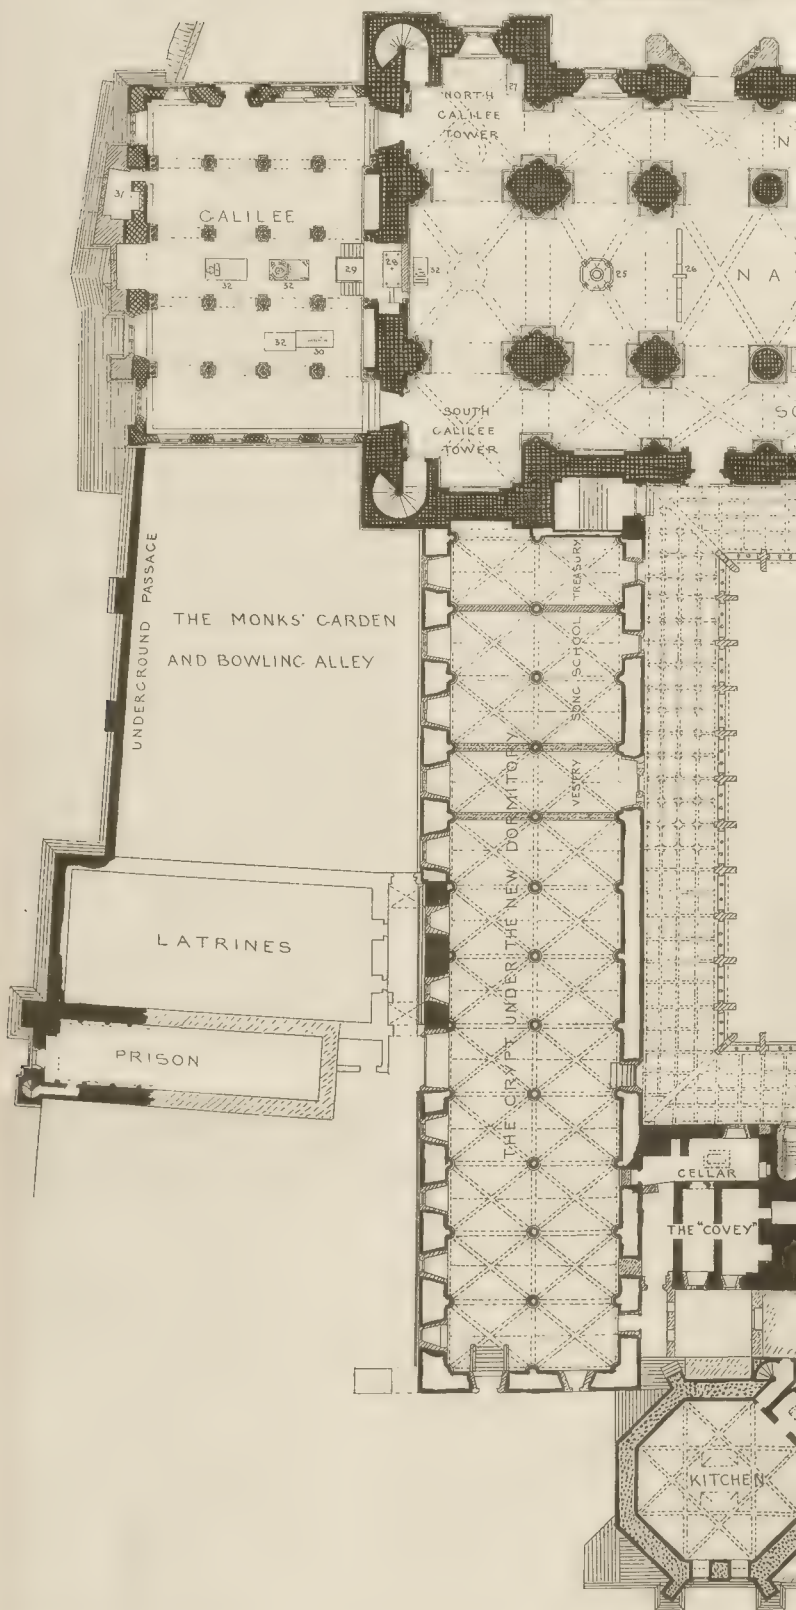 NORTH
GALILEE
TOWER
27
N
31
GALILEE
32
32
29
28
32
25
26
NA
32
30
SOUTH
GALILEE
TOWER
SO
UNDERGROUND PASSAGE
THE MONKS' GARDEN
AND BOWLING ALLEY
TREASURY
SONG SCHOOL
VESTRY
THE CRYPT UNDER THE NEW DORMITORY
LATRINES
PRISON
CELLAR
THE "COVEY"
KITCHEN